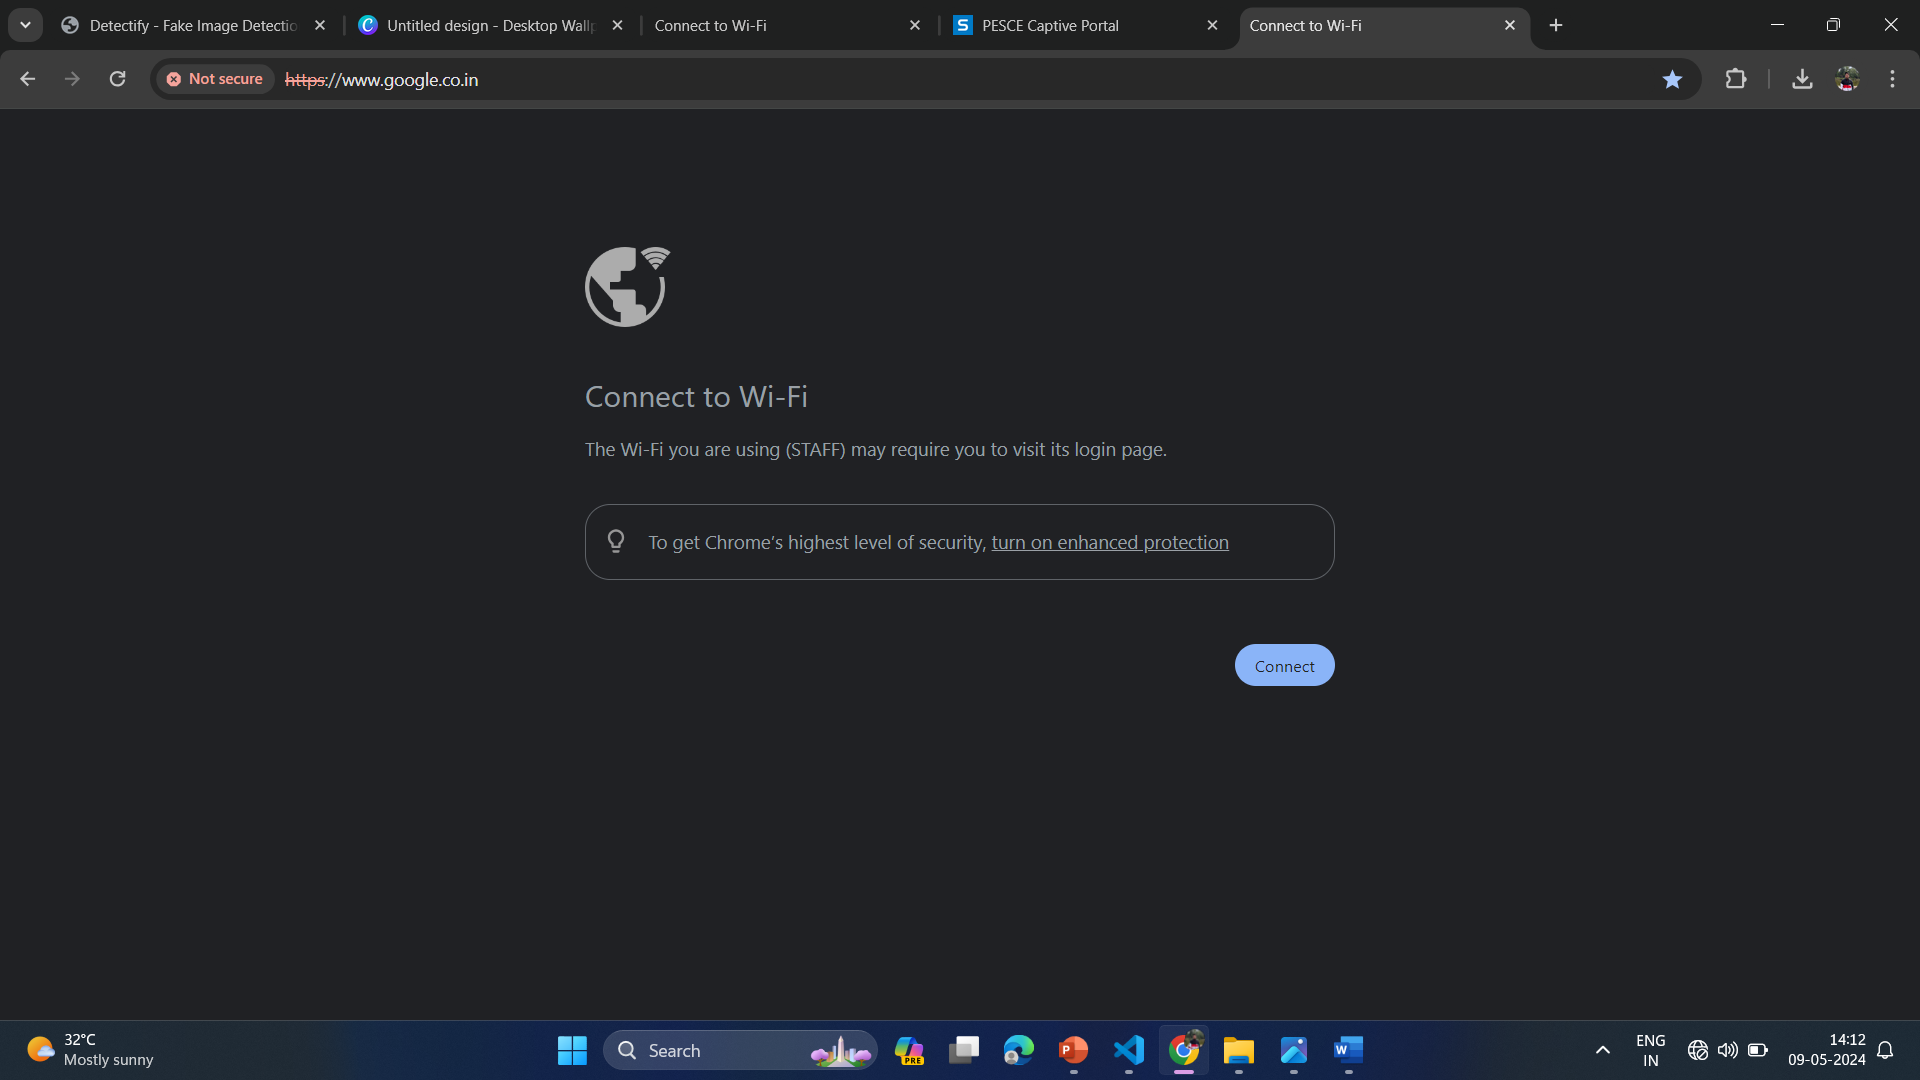 Detectify - Fake Image Detectio
Untitled design - Desktop Wallp
Connect to Wi-Fi
S
PESCE Captive Portal
Connect to Wi-Fi
Not secure
https://www.google.co.in
Connect to Wi-Fi
The Wi-Fi you are using (STAFF) may require you to visit its login page.
To get Chrome’s highest level of security, turn on enhanced protection
Connect
32°C
Mostly sunny
Search
PRE
P
W
ENG
IN
14:12
09-05-2024